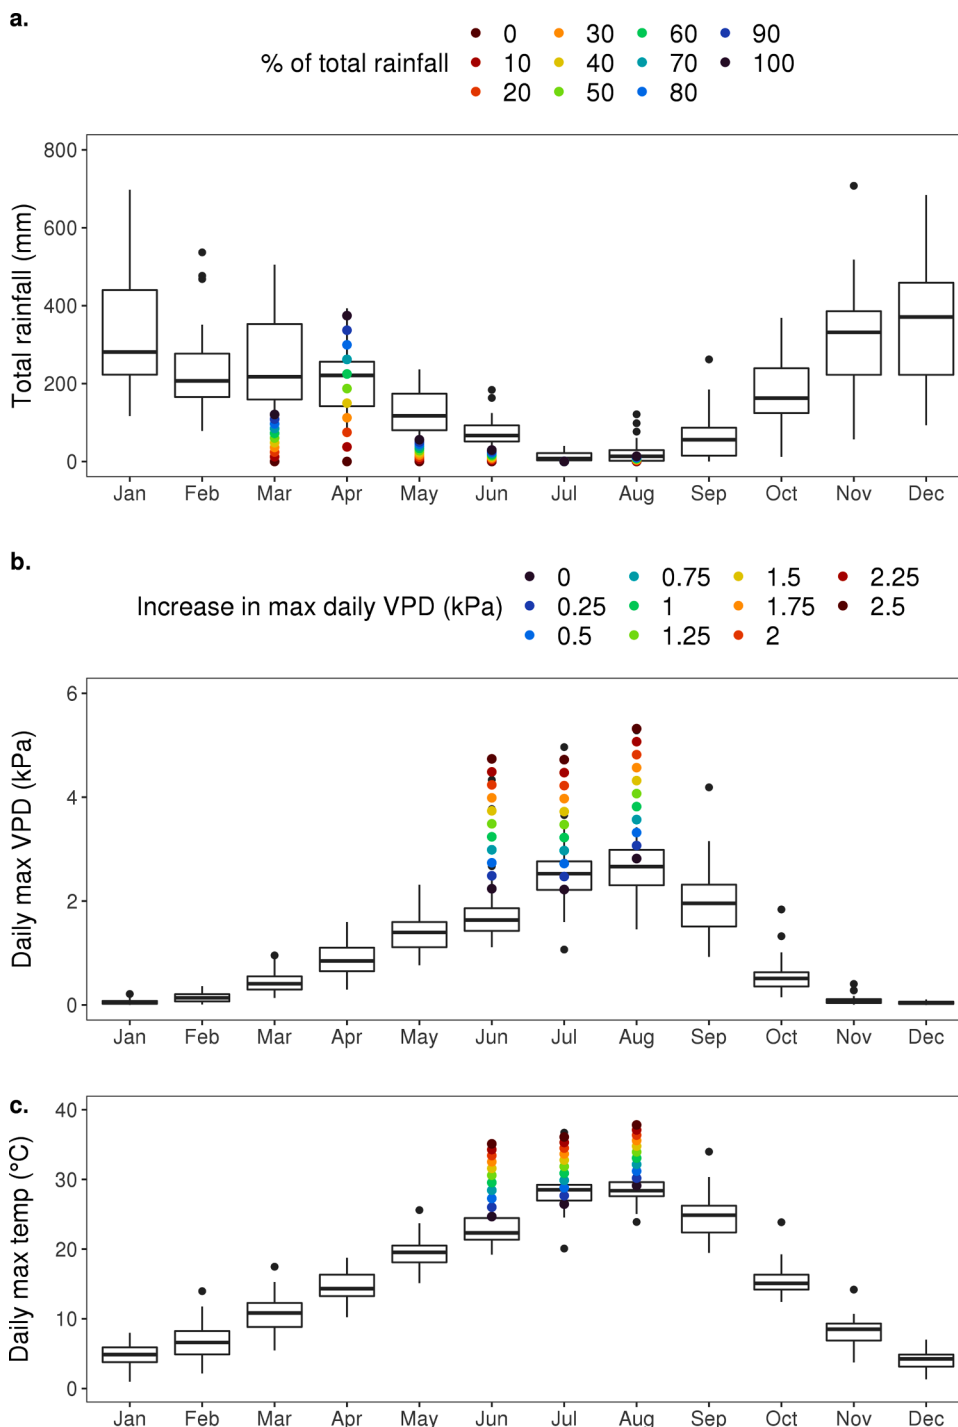 a.
0 30 60 90
% of total rainfall 10 40 70 100
20 50 80
Total rainfall (mm)
800
600
400
200
0
Jan Feb Mar Apr May Jun Jul Aug Sep Oct Nov Dec
b.
0 0.75 1.5 2.25
Increase in max daily VPD (kPa) 0.25 1 1.75 2.5
0.5 1.25 2
Daily max VPD (kPa)
6
4
2
0
Jan Feb Mar Apr May Jun Jul Aug Sep Oct Nov Dec
c.
Daily max temp (°C)
40
30
20
10
0
Jan Feb Mar Apr May Jun Jul Aug Sep Oct Nov Dec